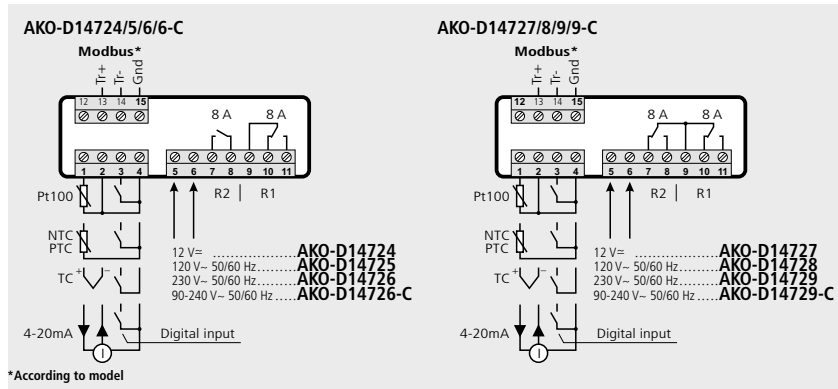 AKO-D14724/5/6/6-C
Modbus*
Tr+ Tr- Gnd
12 13 14 15
8 A 8 A
1 2 3 4 5 6 7 8 9 10 11
Pt100
R2 | R1
NTC
PTC
12 V≂ ........ AKO-D14724
120 V~ 50/60 Hz ........ AKO-D14725
TC + –
230 V~ 50/60 Hz ........ AKO-D14726
90-240 V~ 50/60 Hz ..... AKO-D14726-C
4-20mA
Digital input
I
*According to model
AKO-D14727/8/9/9-C
Modbus*
Tr+ Tr- Gnd
12 13 14 15
8 A 8 A
1 2 3 4 5 6 7 8 9 10 11
Pt100
R2 | R1
NTC
PTC
12 V≂ ........ AKO-D14727
120 V~ 50/60 Hz ........ AKO-D14728
TC + –
230 V~ 50/60 Hz ........ AKO-D14729
90-240 V~ 50/60 Hz ..... AKO-D14729-C
4-20mA
Digital input
I